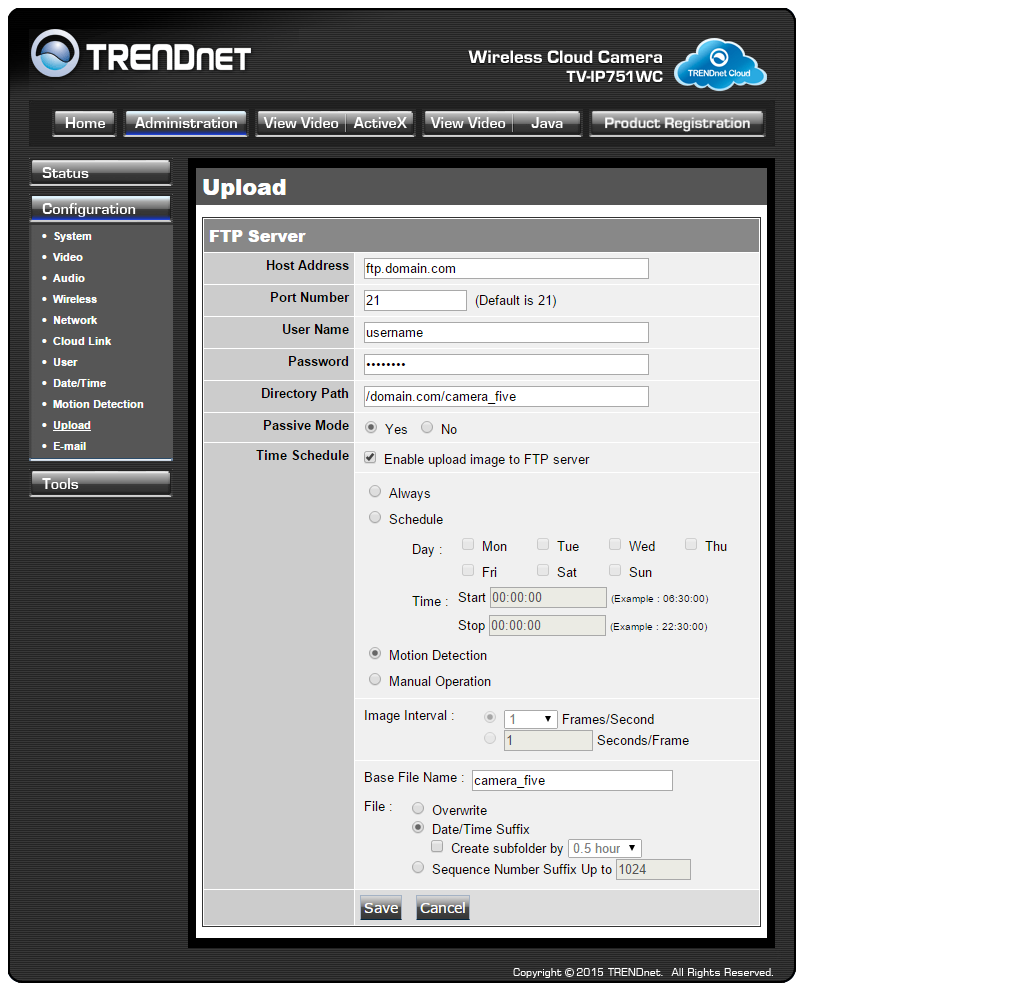 TRENDNET
Wireless Cloud Camera
TV-IP751WC
TRENDnet Cloud
Home Administration View Video ActiveX View Video Java Product Registration
Status
Configuration
• System
• Video
• Audio
• Wireless
• Network
• Cloud Link
• User
• Date/Time
• Motion Detection
• Upload
• E-mail
Tools
Upload
FTP Server
Host Address ftp.domain.com
Port Number 21 (Default is 21)
User Name username
Password ••••••••
Directory Path /domain.com/camera_five
Passive Mode Yes No
Time Schedule Enable upload image to FTP server
Always
Schedule
Day : Mon Tue Wed Thu
Fri Sat Sun
Time : Start 00:00:00 (Example : 06:30:00)
Stop 00:00:00 (Example : 22:30:00)
Motion Detection
Manual Operation
Image Interval : 1 Frames/Second
1 Seconds/Frame
Base File Name : camera_five
File : Overwrite
Date/Time Suffix
Create subfolder by 0.5 hour
Sequence Number Suffix Up to 1024
Save Cancel
Copyright © 2015 TRENDnet. All Rights Reserved.